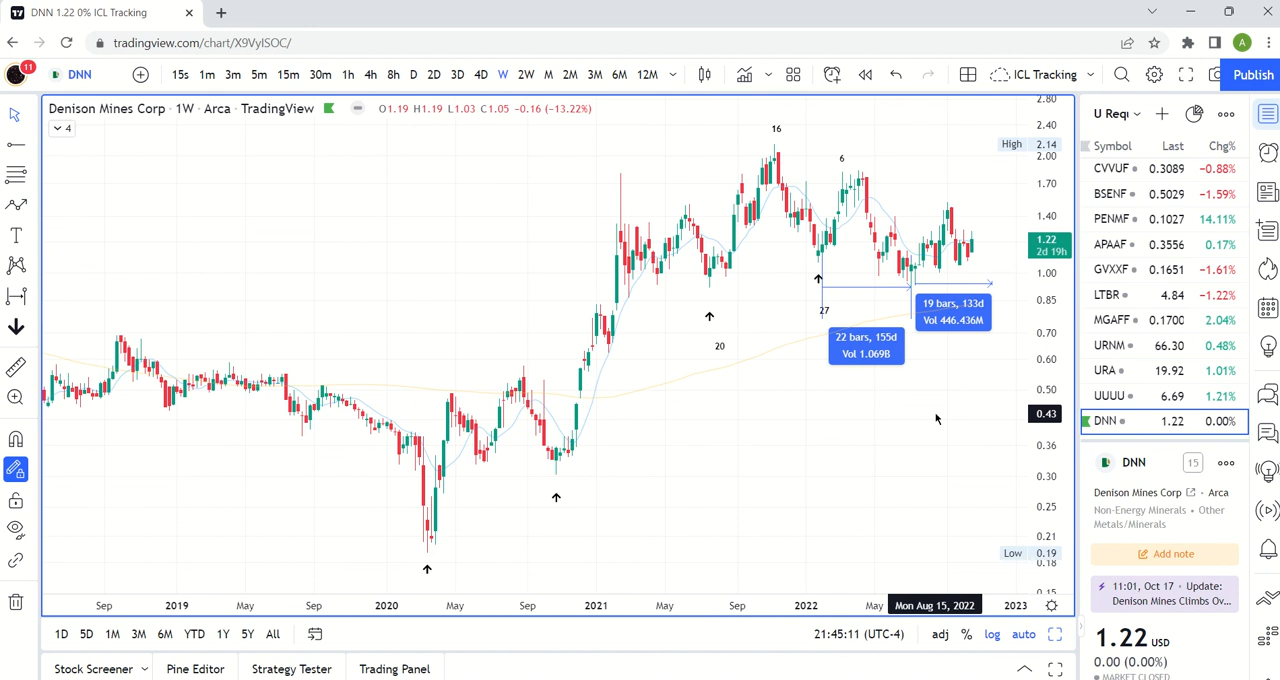 DNN 1.22 0% ICL Tracking
tradingview.com/chart/X9VyISOC/
A
11
DNN
15s 1m 3m 5m 15m 30m 1h 4h 8h D 2D 3D 4D W 2W M 2M 3M 6M 12M
ICL Tracking
Publish
Denison Mines Corp · 1W · Arca · TradingView
O1.19 H1.19 L1.03 C1.05 -0.16 (-13.22%)
4
16
6
27
20
19 bars, 133d
Vol 446.436M
22 bars, 155d
Vol 1.069B
2.80
2.40
High 2.14
2.00
1.70
1.40
1.22
2d 19h
1.00
0.85
0.70
0.60
0.50
0.43
0.36
0.30
0.25
0.21
Low 0.19
0.18
0.15
Sep 2019 May Sep 2020 May Sep 2021 May Sep 2022 May Mon Aug 15, 2022 2023
1D 5D 1M 3M 6M YTD 1Y 5Y All
21:45:11 (UTC-4)
adj % log auto
Stock Screener Pine Editor Strategy Tester Trading Panel
U Requ
Symbol Last Chg%
CVVUF 0.3089 -0.88%
BSENF 0.5029 -1.59%
PENMF 0.1027 14.11%
APAAF 0.3556 0.17%
GVXXF 0.1651 -1.61%
LTBR 4.84 -1.22%
MGAFF 0.1700 2.04%
URNM 66.30 0.48%
URA 19.92 1.01%
UUUU 6.69 1.21%
DNN 1.22 0.00%
DNN
15
Denison Mines Corp · Arca
Non-Energy Minerals · Other
Metals/Minerals
Add note
11:01, Oct 17 · Update:
Denison Mines Climbs Ov...
1.22 USD
0.00 (0.00%)
MARKET CLOSED